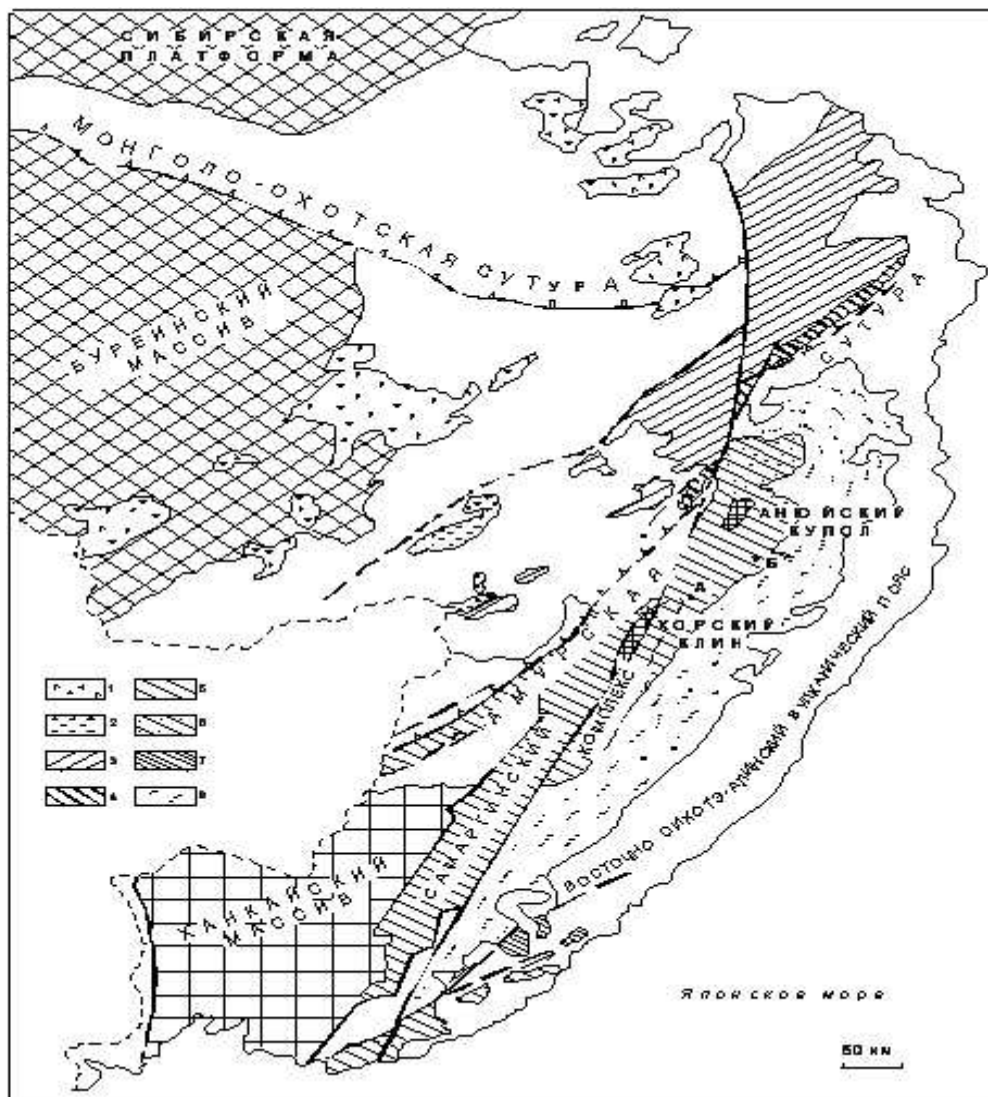 СИБИРСКАЯ
ПЛАТФОРМА
МОНГОЛО-ОХОТСКАЯ СУТУРА
БУРЕИНСКИЙ
МАССИВ
АМУРСКАЯ СУТУРА
АНЮЙСКИЙ
КУПОЛ
Б
А
ХОРСКИЙ
КЛИН
САМАРКИНСКИЙ КОМПЛЕКС
ХАНКАЙСКИЙ
МАССИВ
ВОСТОЧНО СИХОТЭ-АЛИНСКИЙ ВУЛКАНИЧЕСКИЙ ПОЯС
1
2
3
4
5
6
7
8
Японское море
50 км